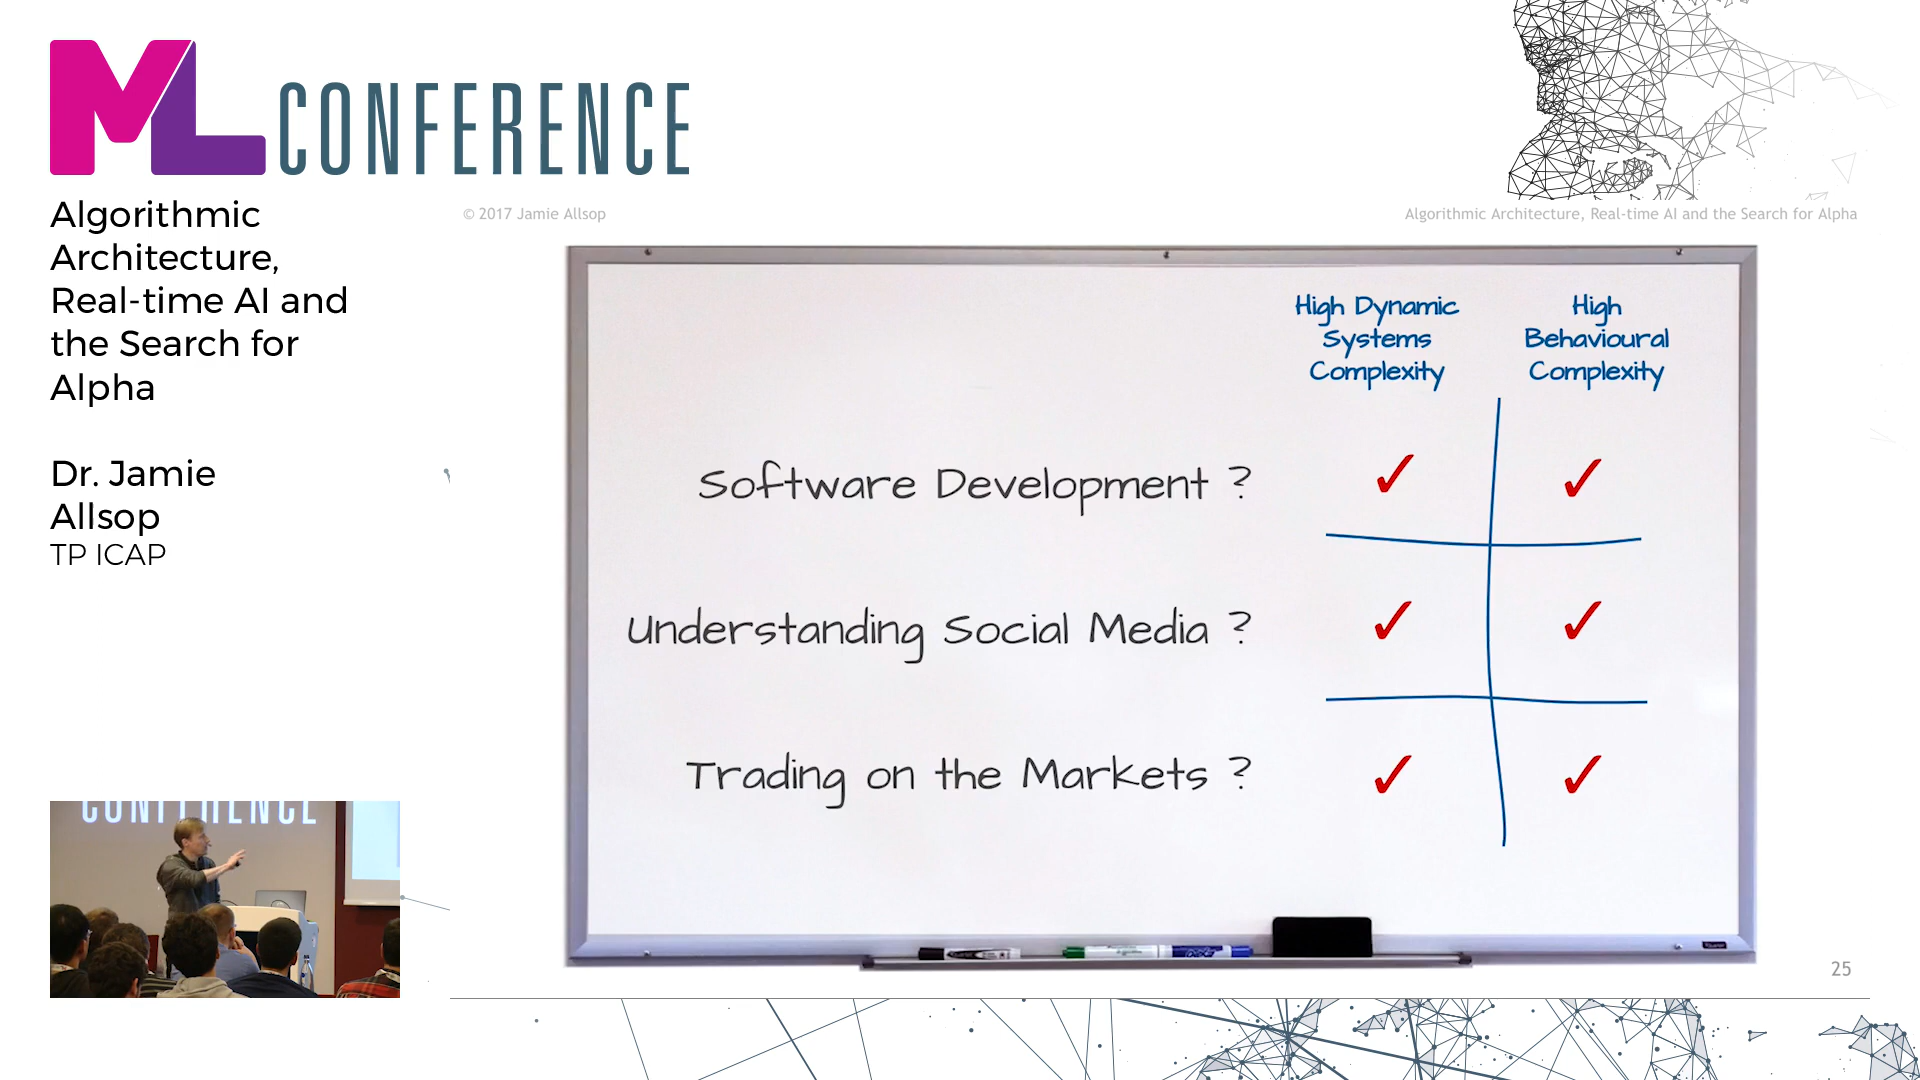 ML CONFERENCE
Algorithmic
Architecture,
Real-time AI and
the Search for
Alpha
Dr. Jamie
Allsop
TP ICAP
© 2017 Jamie Allsop
Algorithmic Architecture, Real-time AI and the Search for Alpha
High Dynamic
Systems
Complexity
High
Behavioural
Complexity
Software Development ?
✓ ✓
Understanding Social Media ?
✓ ✓
Trading on the Markets ?
✓ ✓
25
CONFERENCE